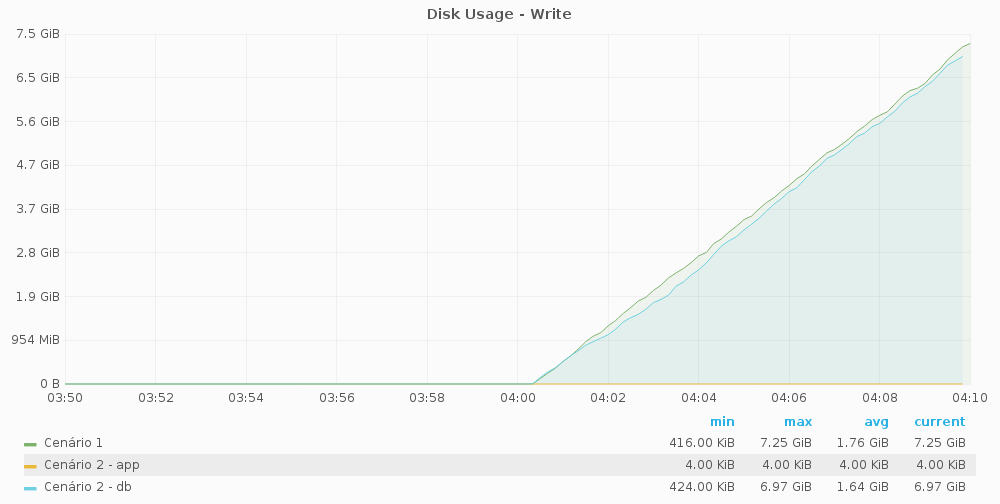 Disk Usage - Write
7.5 GiB
6.5 GiB
5.6 GiB
4.7 GiB
3.7 GiB
2.8 GiB
1.9 GiB
954 MiB
0 B
03:50 03:52 03:54 03:56 03:58 04:00 04:02 04:04 04:06 04:08 04:10
min max avg current
Cenário 1 416.00 KiB 7.25 GiB 1.76 GiB 7.25 GiB
Cenário 2 - app 4.00 KiB 4.00 KiB 4.00 KiB 4.00 KiB
Cenário 2 - db 424.00 KiB 6.97 GiB 1.64 GiB 6.97 GiB